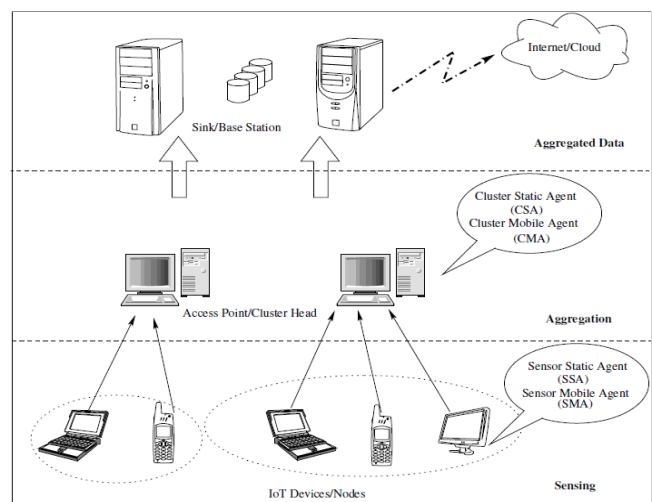 Internet/Cloud
Sink/Base Station
Aggregated Data
Cluster Static Agent
(CSA)
Cluster Mobile Agent
(CMA)
Access Point/Cluster Head
Aggregation
Sensor Static Agent
(SSA)
Sensor Mobile Agent
(SMA)
IoT Devices/Nodes
Sensing